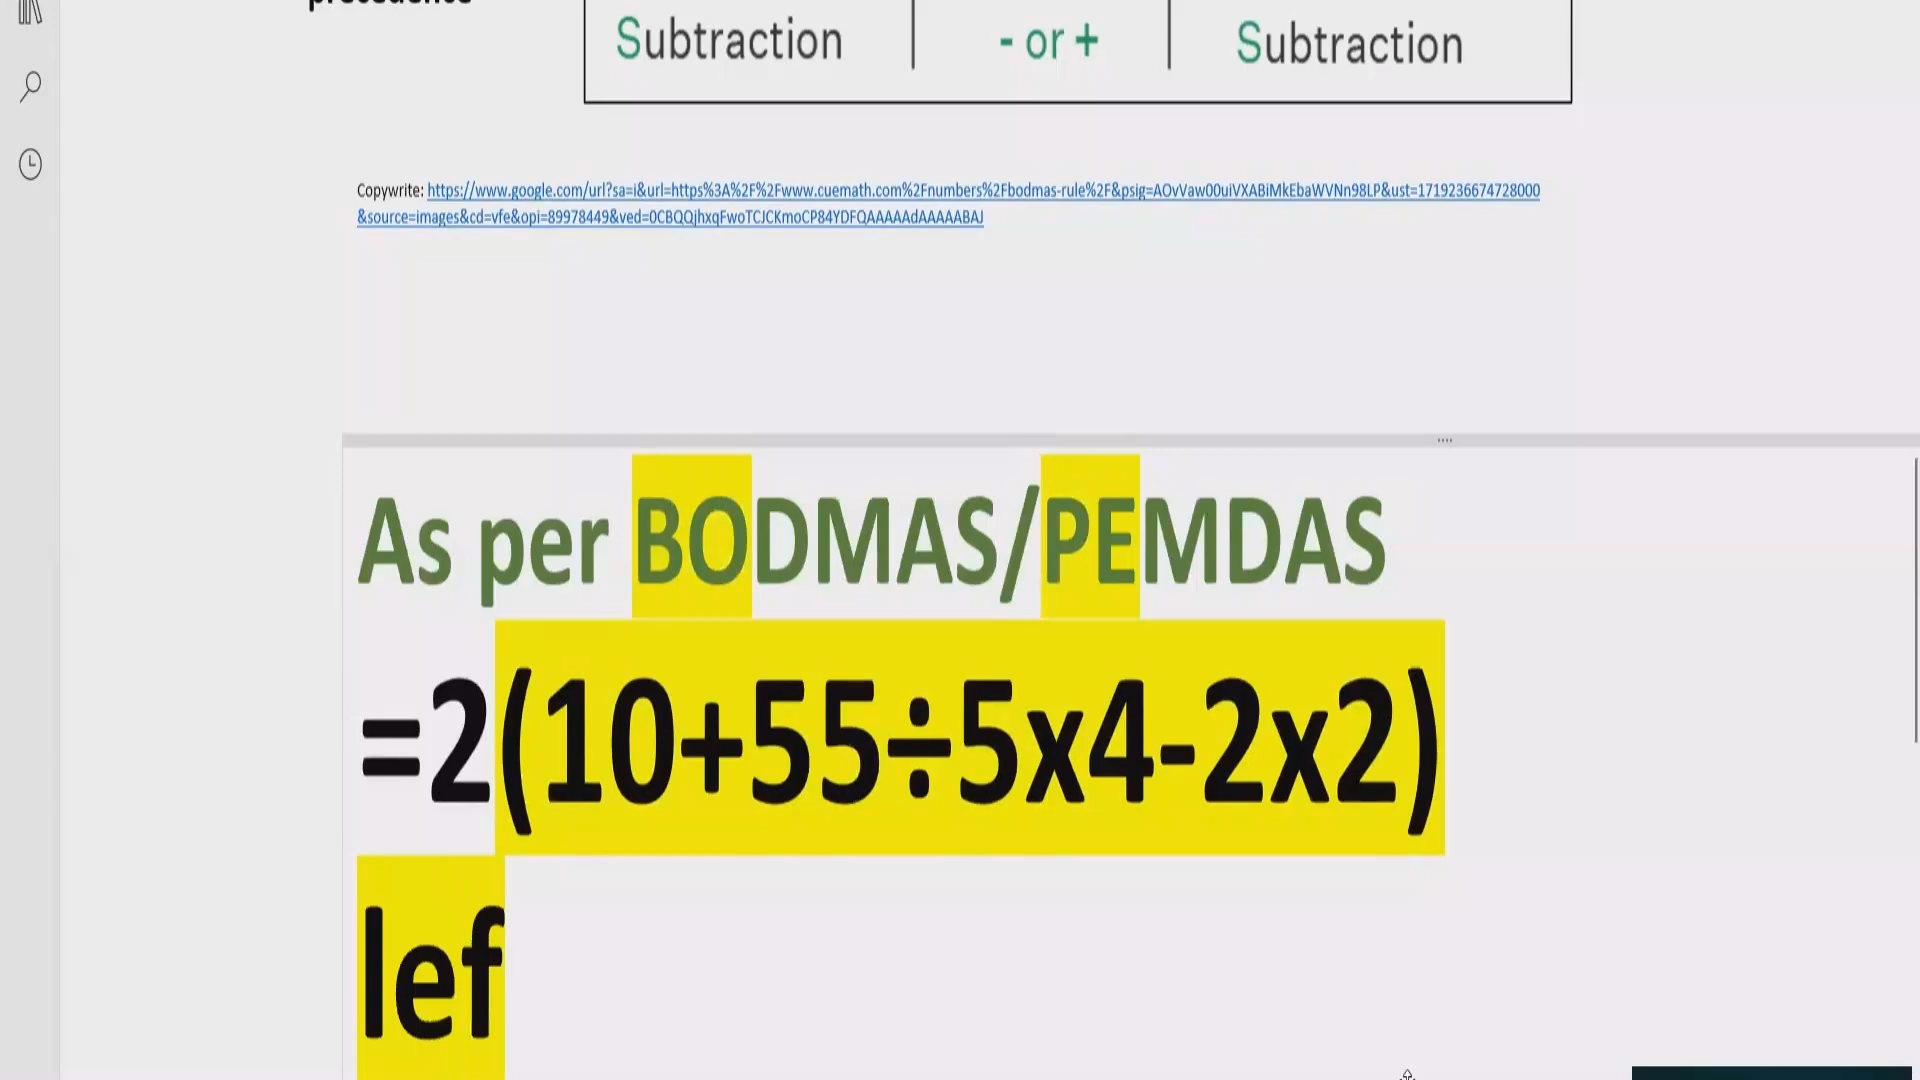 Subtraction - or + Subtraction
Copywrite: https://www.google.com/url?sa=i&url=https%3A%2F%2Fwww.cuemath.com%2Fnumbers%2Fbodmas-rule%2F&psig=AOvVaw00uiVXABiMkEbaWVNn98LP&ust=1719236674728000
&source=images&cd=vfe&opi=89978449&ved=0CBQQjhxqFwoTCJCKmoCP84YDFQAAAAAdAAAAABAJ
As per BODMAS/PEMDAS
=2(10+55÷5x4-2x2)
lef